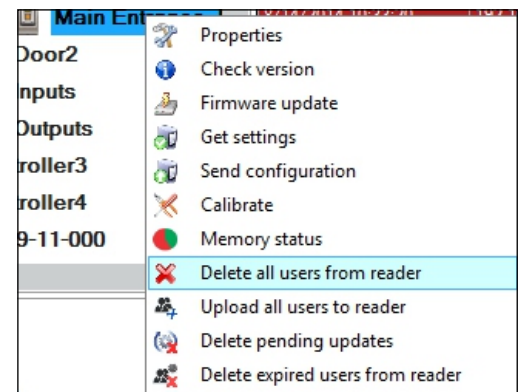 Main Ent
Properties
Door2
Check version
nputs
Firmware update
Outputs
Get settings
roller3
Send configuration
roller4
Calibrate
9-11-000
Memory status
Delete all users from reader
Upload all users to reader
Delete pending updates
Delete expired users from reader